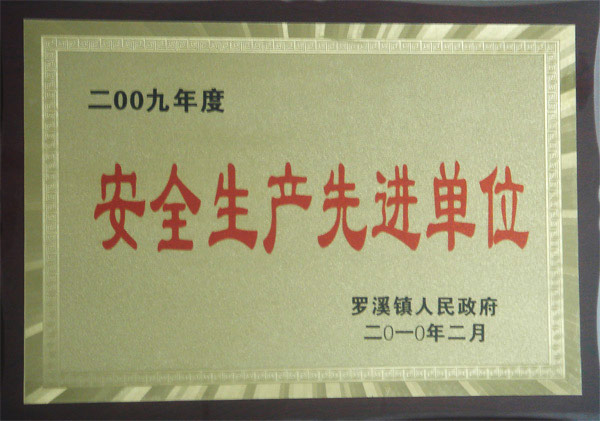 二00九年度
安全生产先进单位
罗溪镇人民政府
二0一0年二月